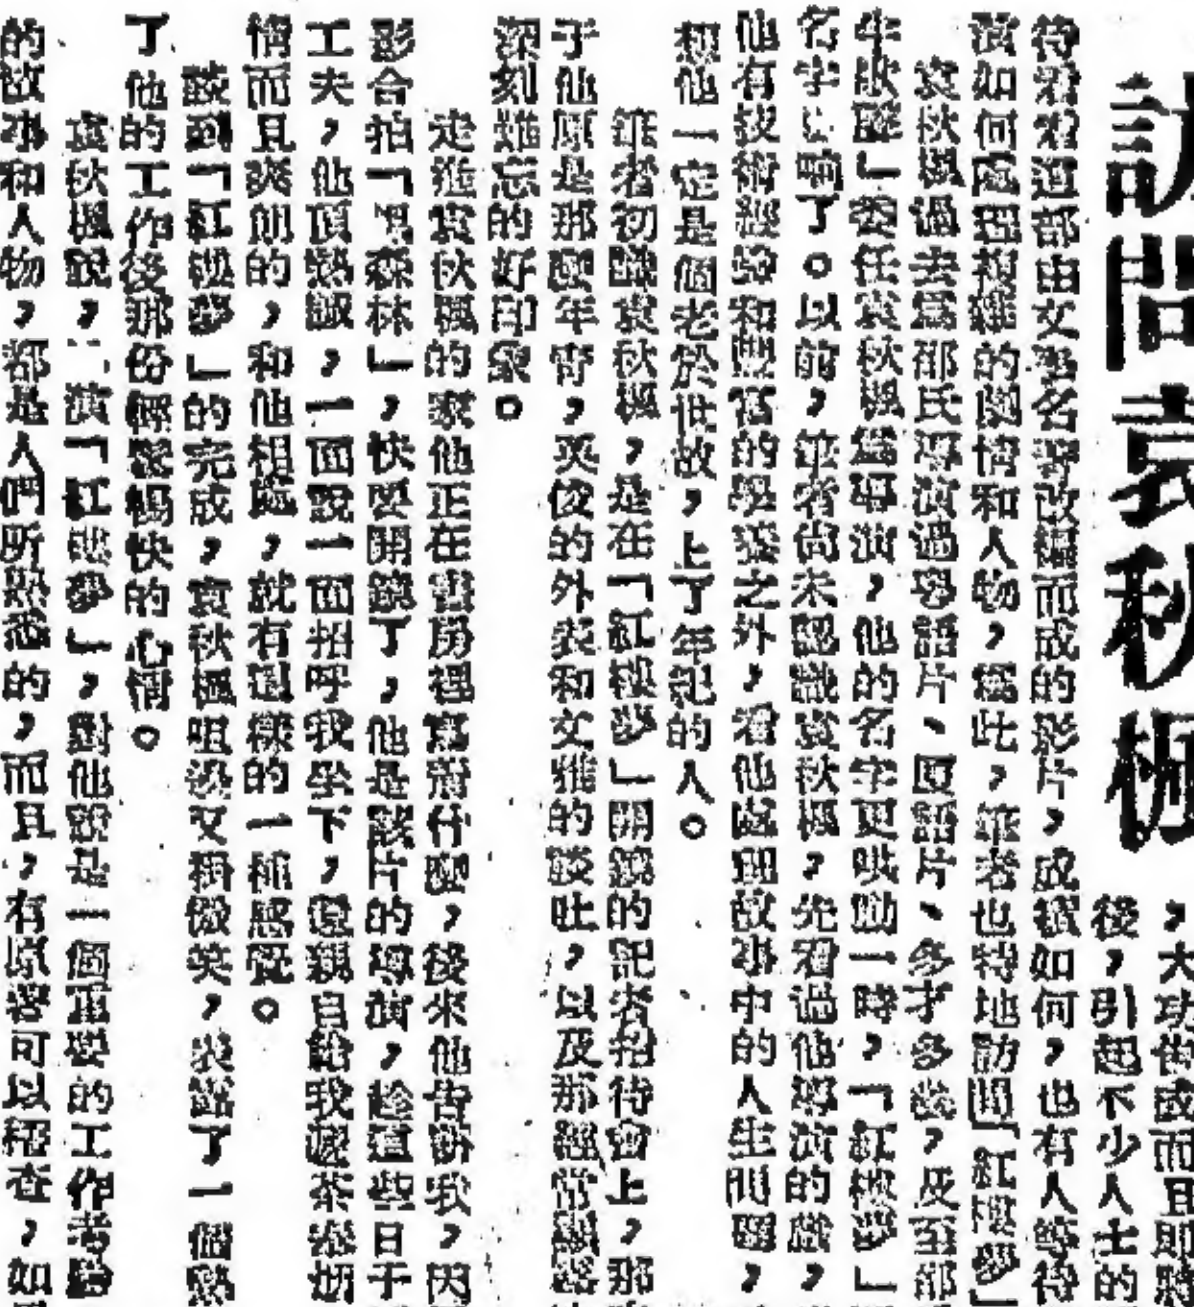 訪問袁秋楓
，大功告成而且即將
後，引起不少人士的
待着看這部由文學名著改編而成的影片，成績如何，也有人等待
演如何處理複雜的劇情和人物，為此，筆者也特地訪問「紅樓夢」
袁秋楓過去為邵氏導演過粵語片、廈語片、多才多藝，及至邵
生歌聲」委任袁秋楓為導演，他的名字更哄動一時，「紅樓夢」
名字 响了。以前，筆者尚未認識袁秋楓，先看過他導演的戲，
他有技術經驗和豐富的學養之外，看他處理故事中的人生問題，
想他一定是個老於世故，上了年紀的人。
筆者初識袁秋楓，是在「紅樓夢」開鏡的記者招待會上，那
于他原是那麽年青，英俊的外表和文雅的談吐，以及那經常
深刻難忘的好印象。
走進袁秋楓的家他正在書房裡寫着什麽，後來他告訴我，因
影合拍「黑森林」，快要開鏡了，他是該片的導演，趁這些日子
工夫，他頂熱誠，一面說一面招呼我坐下，還親自給我遞茶奉烟
情而且爽朗的，和他相處，就有這樣的一種感覺。
談到「紅樓夢」的完成，袁秋楓咀邊又掛微笑，表露了一個
了他的工作後那份輕鬆暢快的心情。
袁秋楓說，演「紅樓夢」，對他說是一個重要的工作考驗
的故事和人物，都是人們所熟悉的，而且，有原書可以稽查，如